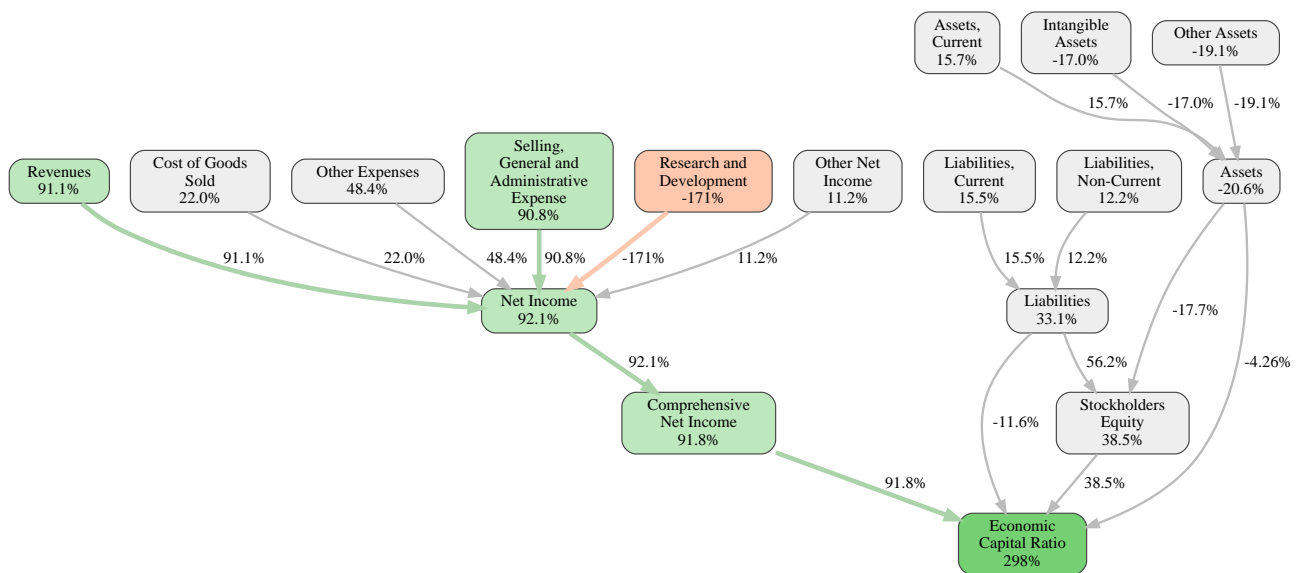 Assets,
Current
15.7%
Intangible
Assets
-17.0%
Other Assets
-19.1%
15.7%
-17.0%
-19.1%
Revenues
91.1%
Cost of Goods
Sold
22.0%
Other Expenses
48.4%
Selling,
General and
Administrative
Expense
90.8%
Research and
Development
-171%
Other Net
Income
11.2%
Liabilities,
Current
15.5%
Liabilities,
Non-Current
12.2%
Assets
-20.6%
91.1%
22.0%
48.4%
90.8%
-171%
11.2%
15.5%
12.2%
Net Income
92.1%
Liabilities
33.1%
-17.7%
92.1%
56.2%
-4.26%
Comprehensive
Net Income
91.8%
-11.6%
Stockholders
Equity
38.5%
91.8%
38.5%
Economic
Capital Ratio
298%